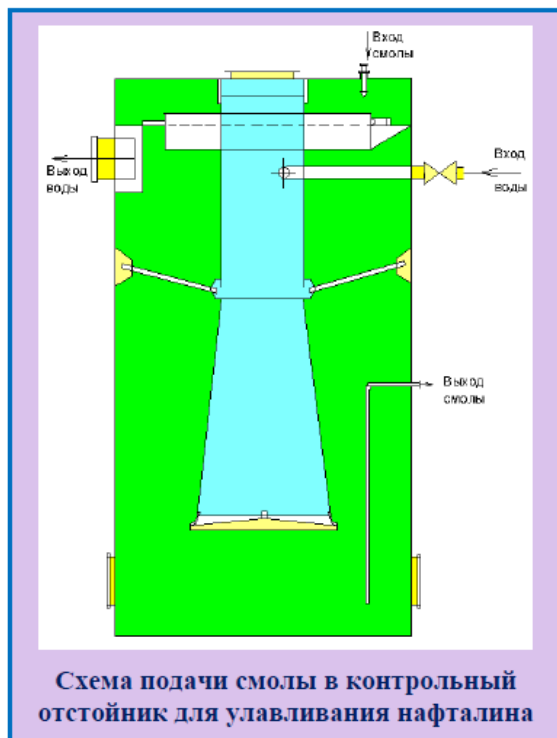 Вход
смолы
Выход
воды
Вход
воды
Выход
смолы
Схема подачи смолы в контрольный
отстойник для улавливания нафталина